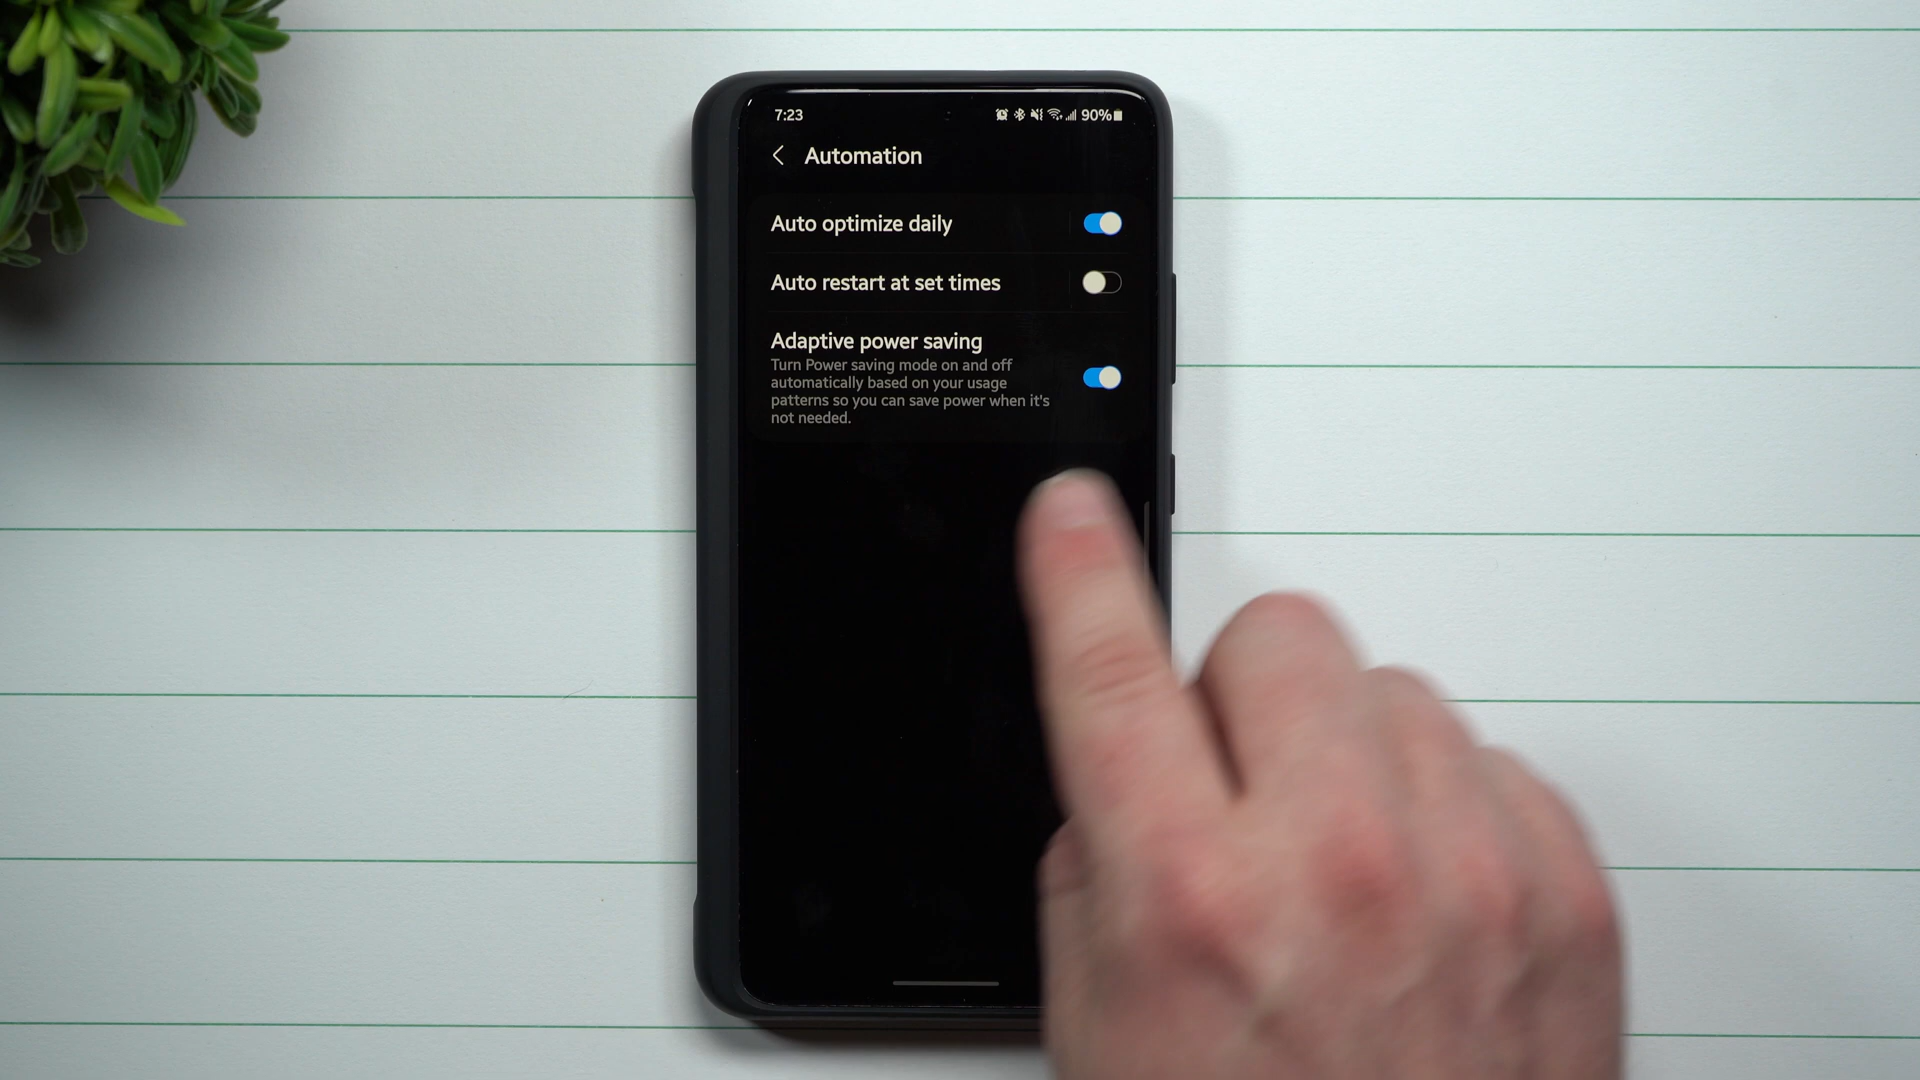 7:23 90%
Automation
Auto optimize daily
Auto restart at set times
Adaptive power saving
Turn Power saving mode on and off
automatically based on your usage
patterns so you can save power when it's
not needed.